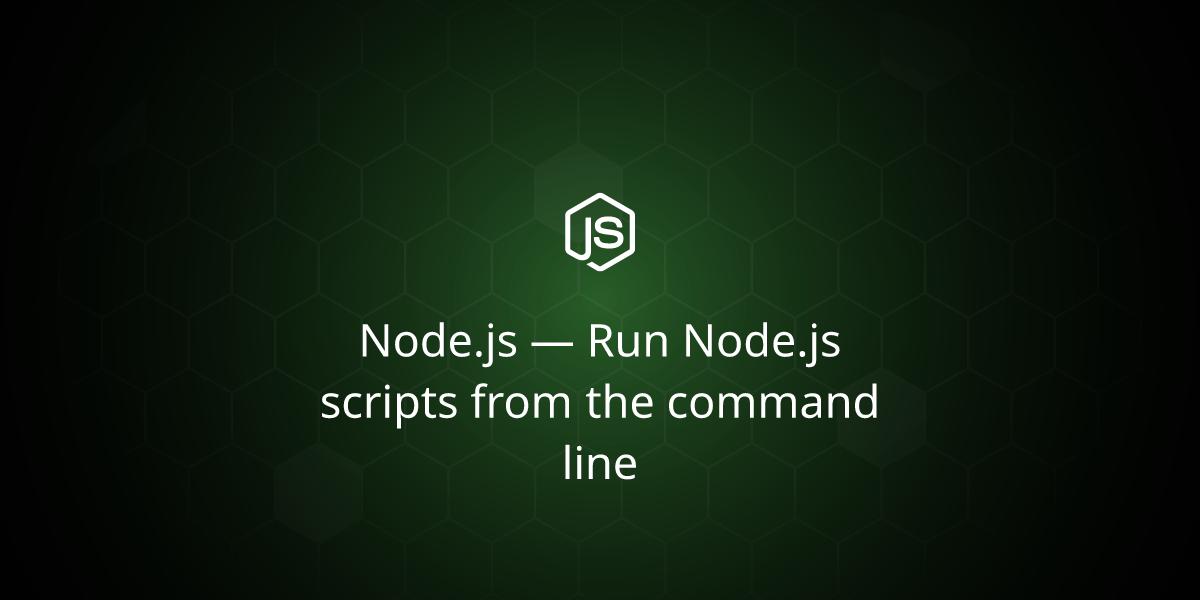 JS
Node.js — Run Node.js
scripts from the command
line